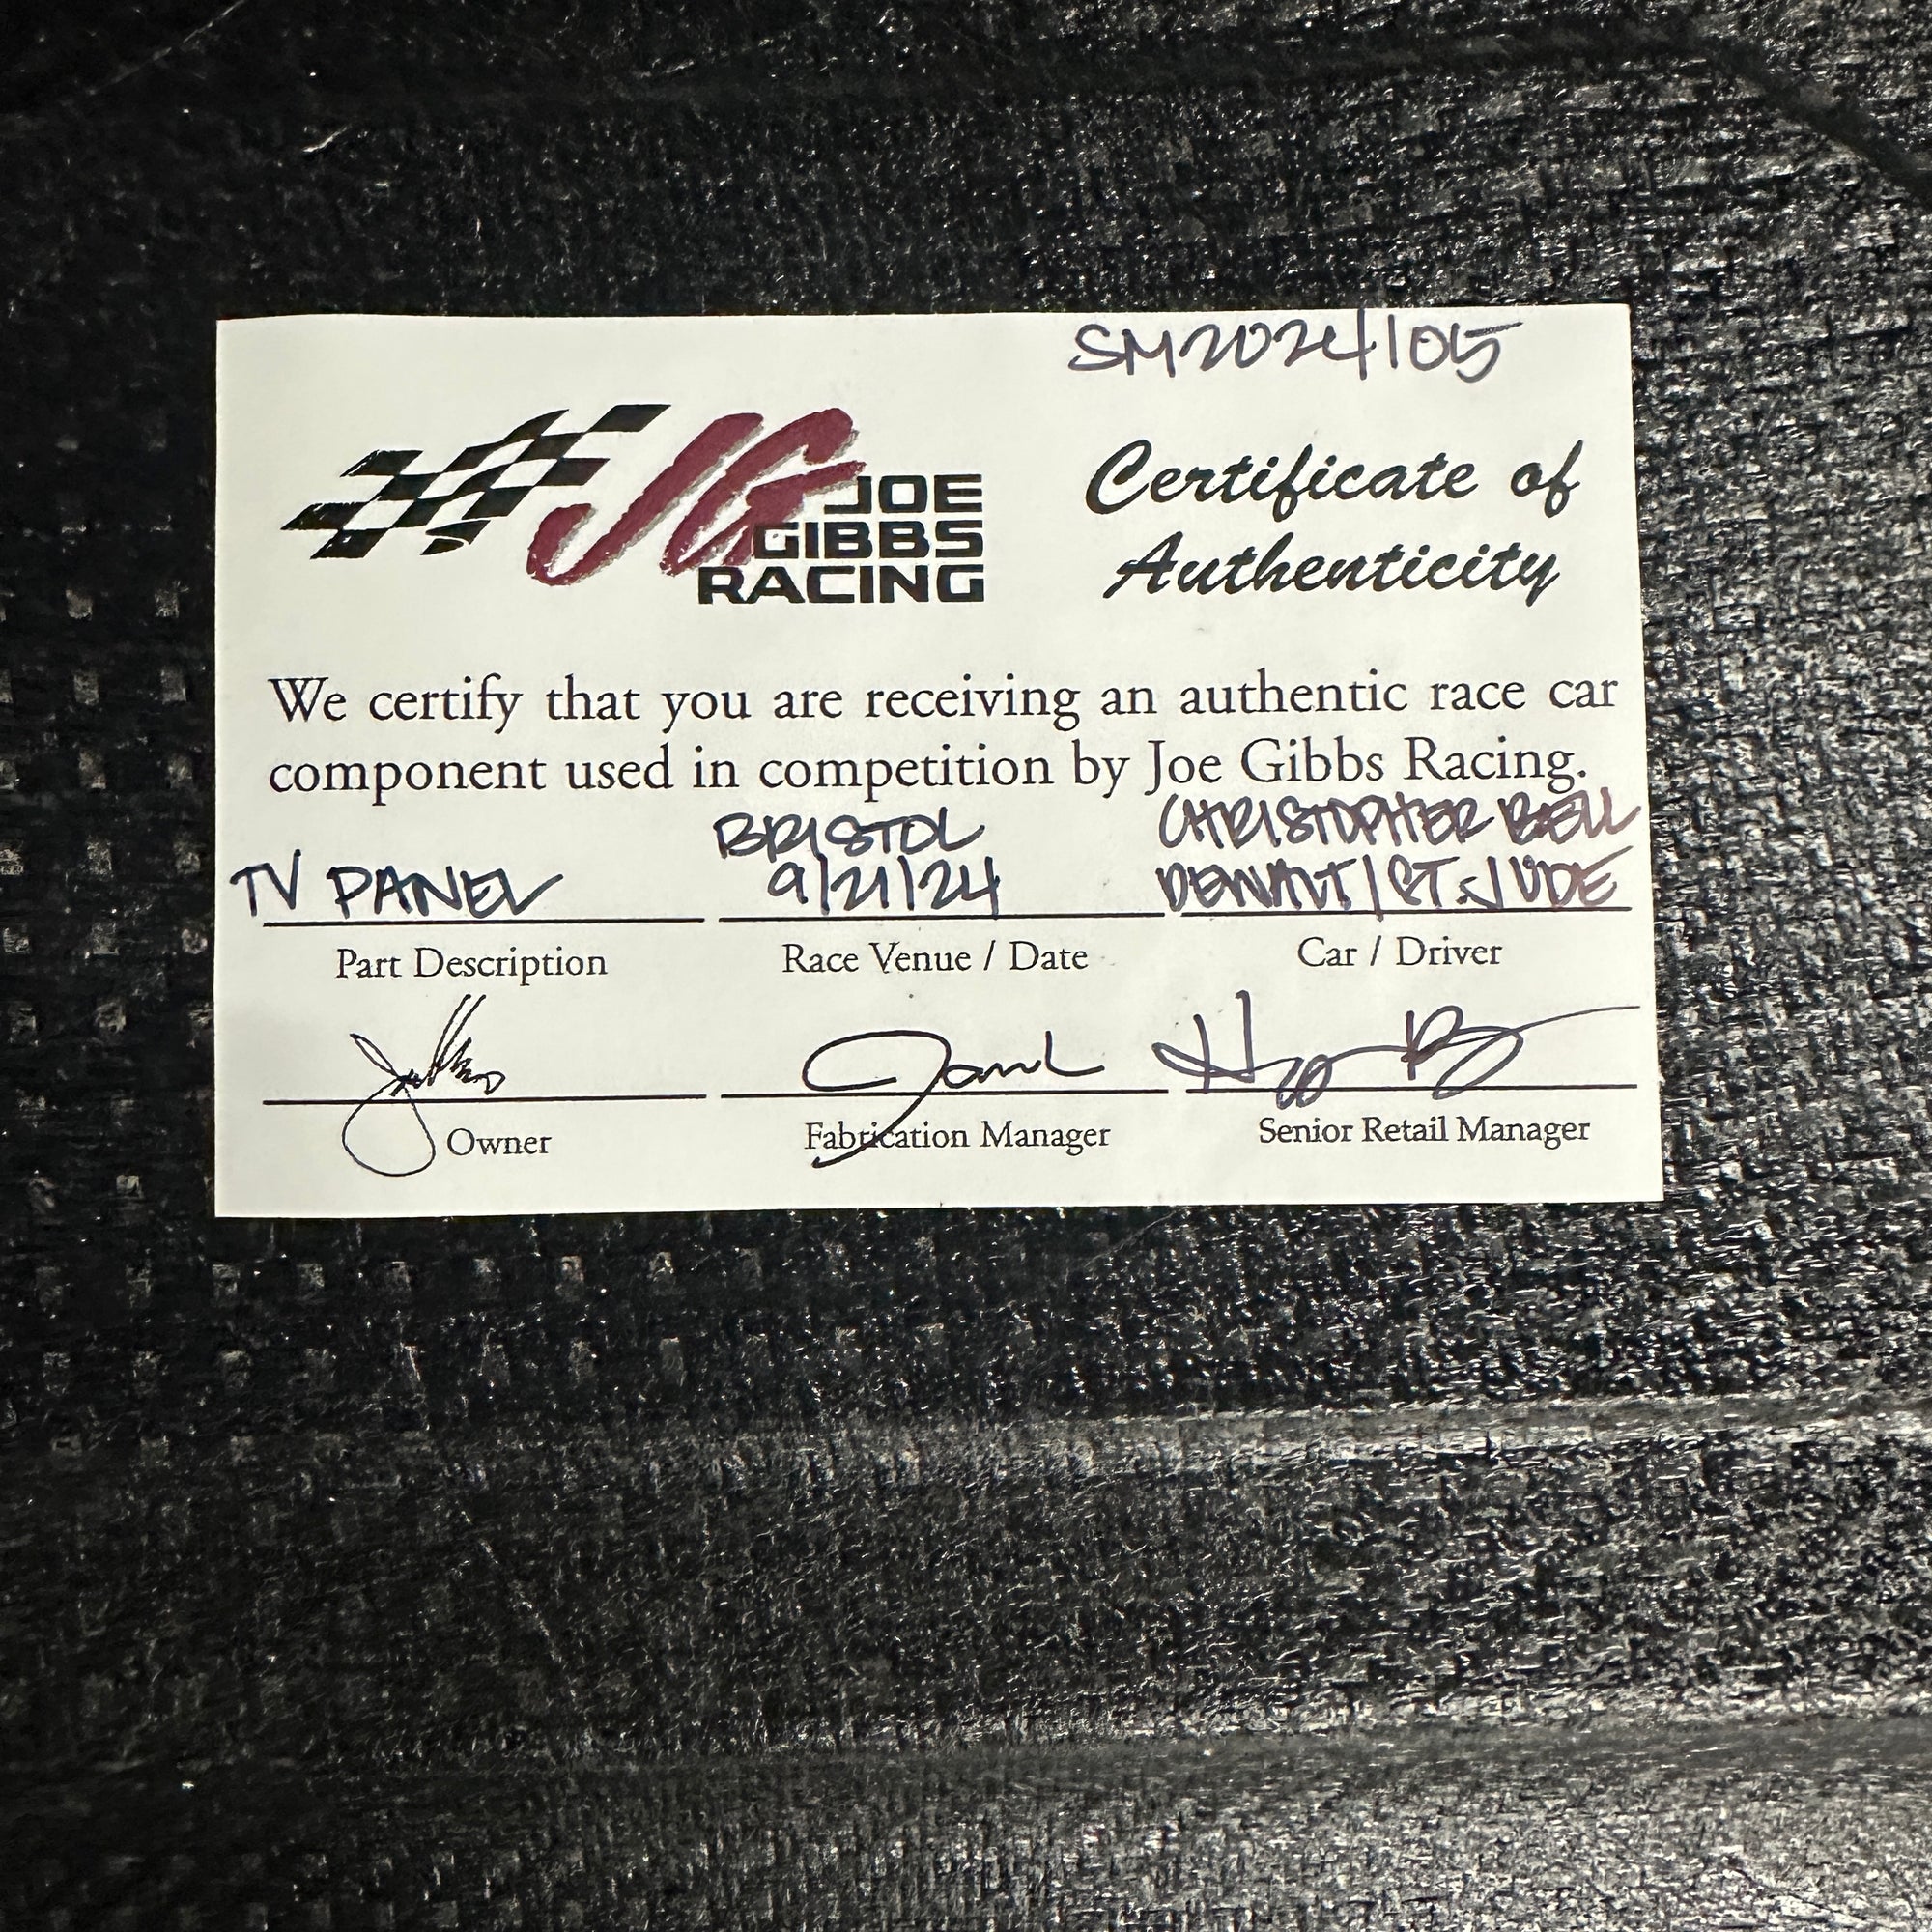 SM2024105
JG JOE
GIBBS
RACING
Certificate of
Authenticity
We certify that you are receiving an authentic race car
component used in competition by Joe Gibbs Racing.
TV PANEL
BRISTOL
9/21/24
CHRISTOPHER BELL
DEWALT/ST. JUDE
Part Description
Race Venue / Date
Car / Driver
Owner
Fabrication Manager
Senior Retail Manager